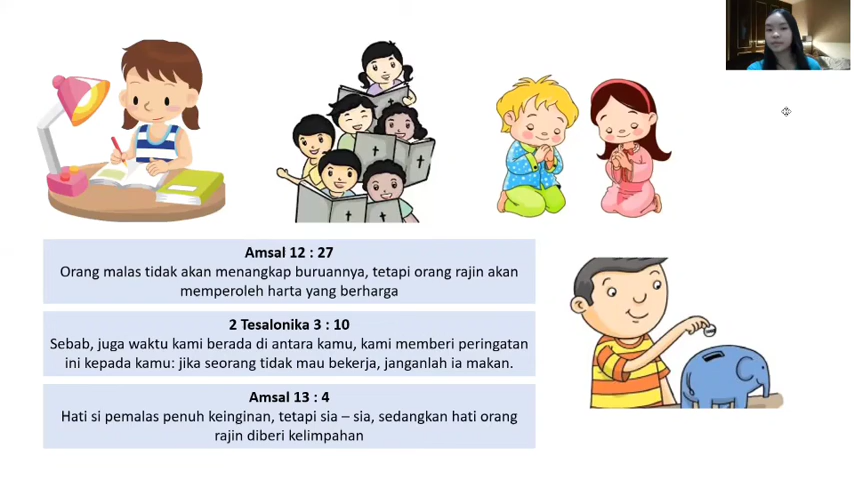 Amsal 12 : 27
Orang malas tidak akan menangkap buruannya, tetapi orang rajin akan
memperoleh harta yang berharga
2 Tesalonika 3 : 10
Sebab, juga waktu kami berada di antara kamu, kami memberi peringatan
ini kepada kamu: jika seorang tidak mau bekerja, janganlah ia makan.
Amsal 13 : 4
Hati si pemalas penuh keinginan, tetapi sia – sia, sedangkan hati orang
rajin diberi kelimpahan